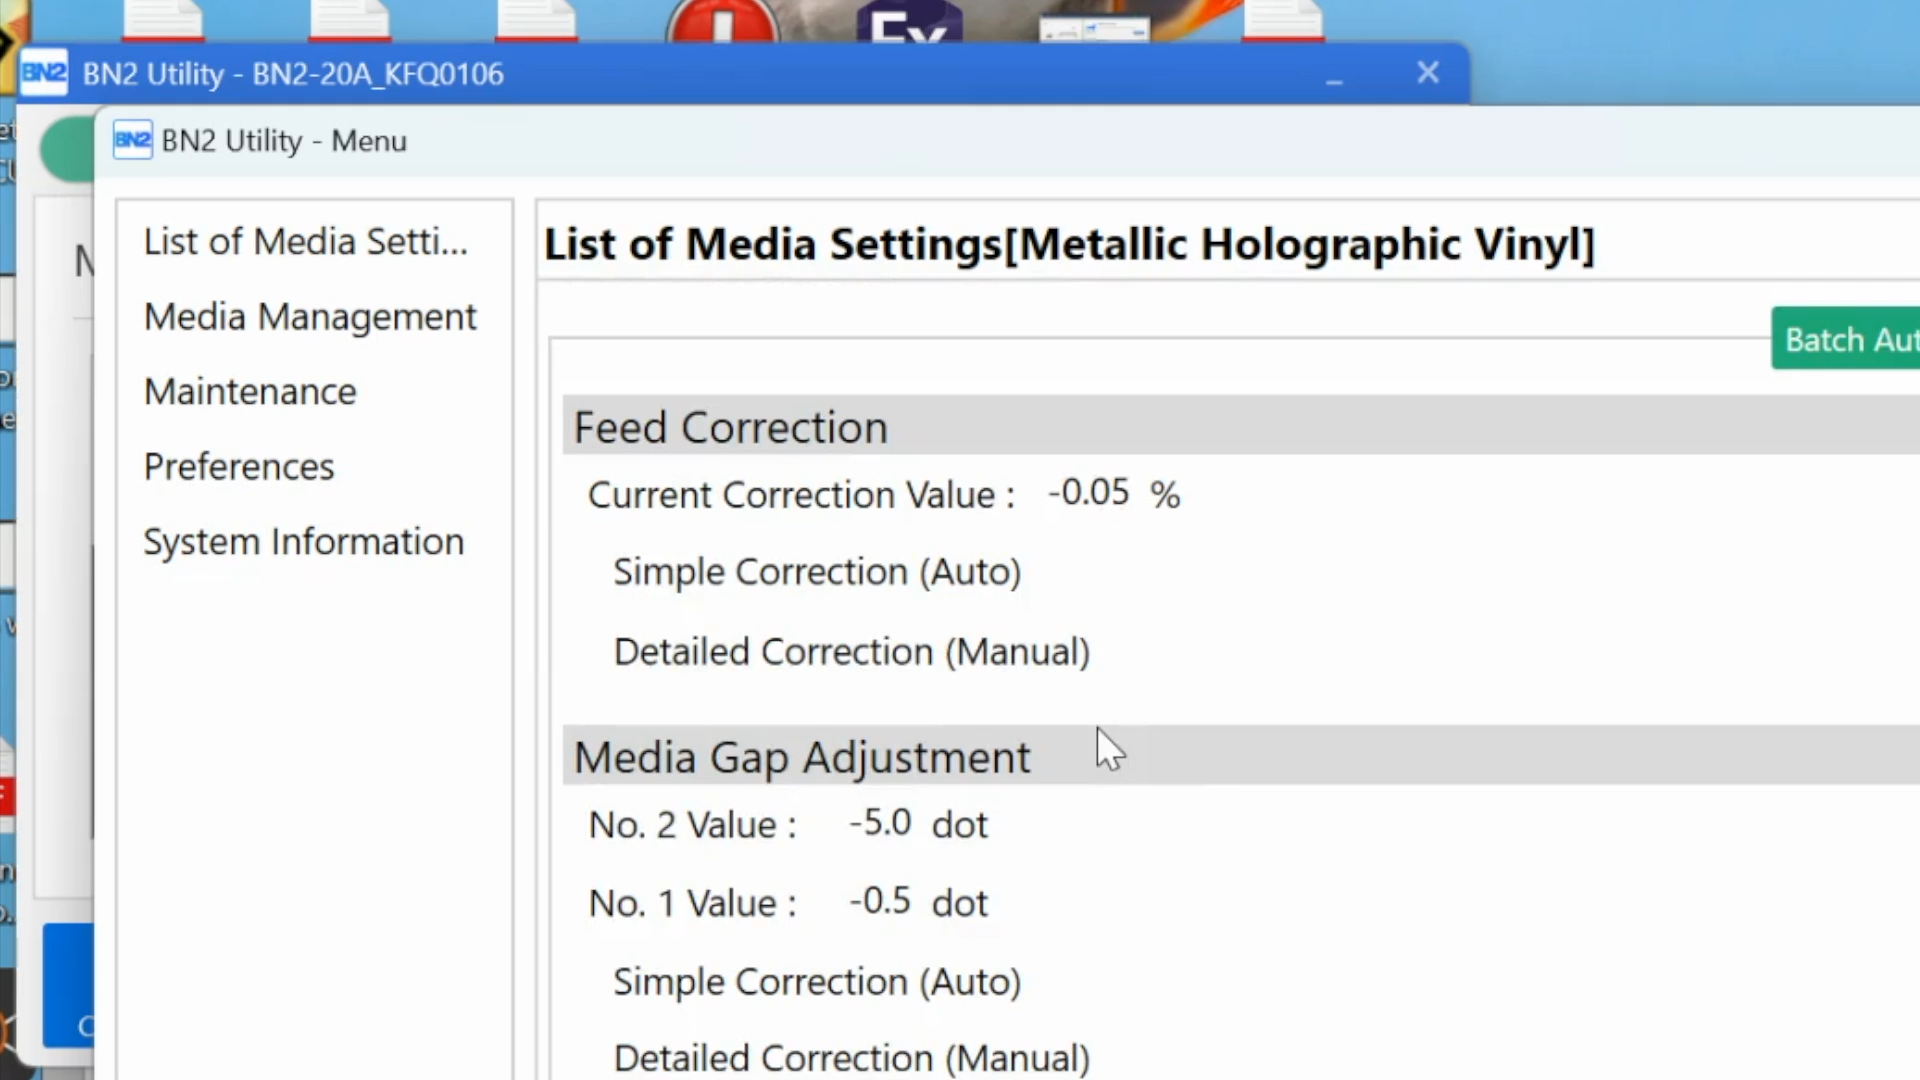 Ex
BN2 BN2 Utility - BN2-20A_KFQ0106
BN2 BN2 Utility - Menu
List of Media Setti...
Media Management
Maintenance
Preferences
System Information
List of Media Settings[Metallic Holographic Vinyl]
Batch Aut
Feed Correction
Current Correction Value : -0.05 %
Simple Correction (Auto)
Detailed Correction (Manual)
Media Gap Adjustment
No. 2 Value : -5.0 dot
No. 1 Value : -0.5 dot
Simple Correction (Auto)
Detailed Correction (Manual)